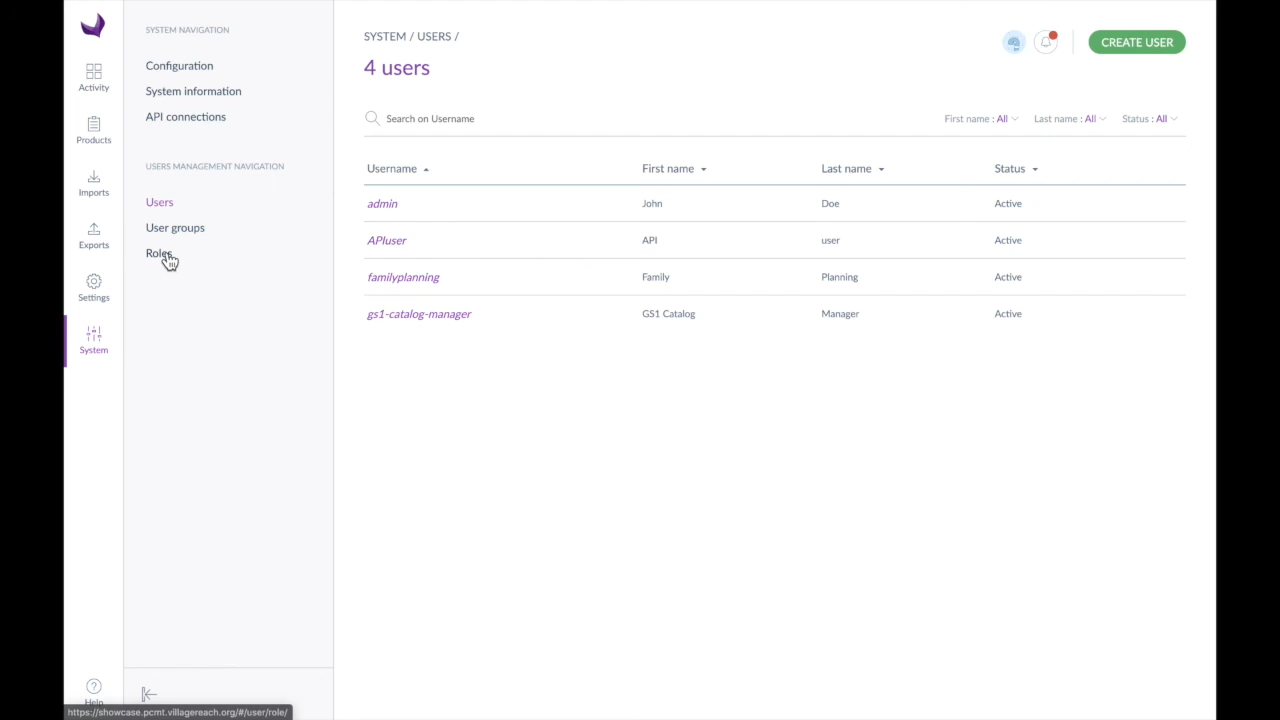 Activity
Products
Imports
Exports
Settings
System
Help
SYSTEM NAVIGATION
Configuration
System information
API connections
USERS MANAGEMENT NAVIGATION
Users
User groups
Roles
SYSTEM / USERS /
4 users
CREATE USER
Search on Username
First name : All
Last name : All
Status : All
Username First name Last name Status
admin John Doe Active
APIuser API user Active
familyplanning Family Planning Active
gs1-catalog-manager GS1 Catalog Manager Active
https://showcase.pcmt.villagereach.org/#/user/role/